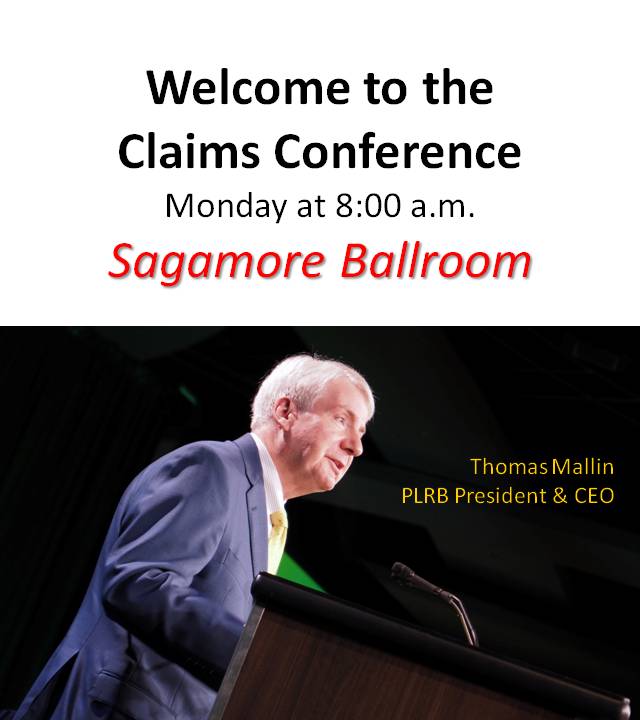 Welcome to the
Claims Conference
Monday at 8:00 a.m.
Sagamore Ballroom
Thomas Mallin
PLRB President & CEO